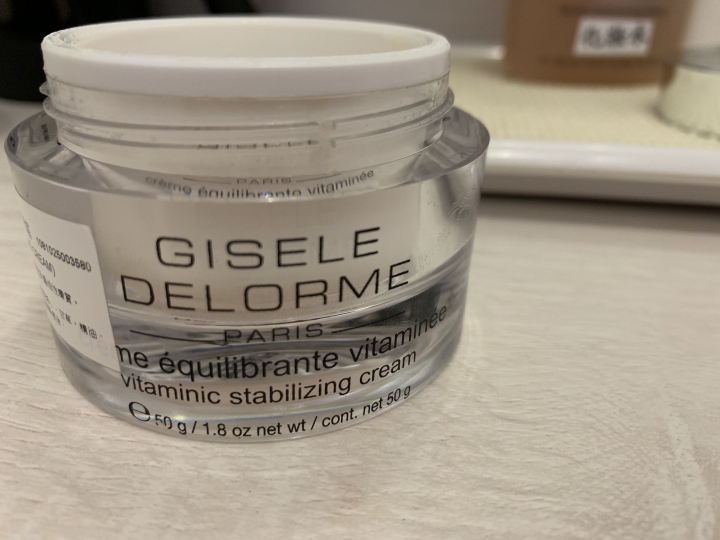 crème équilibrante vitaminée
GISELE
DELORME
PARIS
me équilibrante vitaminée
vitaminic stabilizing cream
℮ 50 g / 1.8 oz net wt / cont. net 50 g
1081025003580